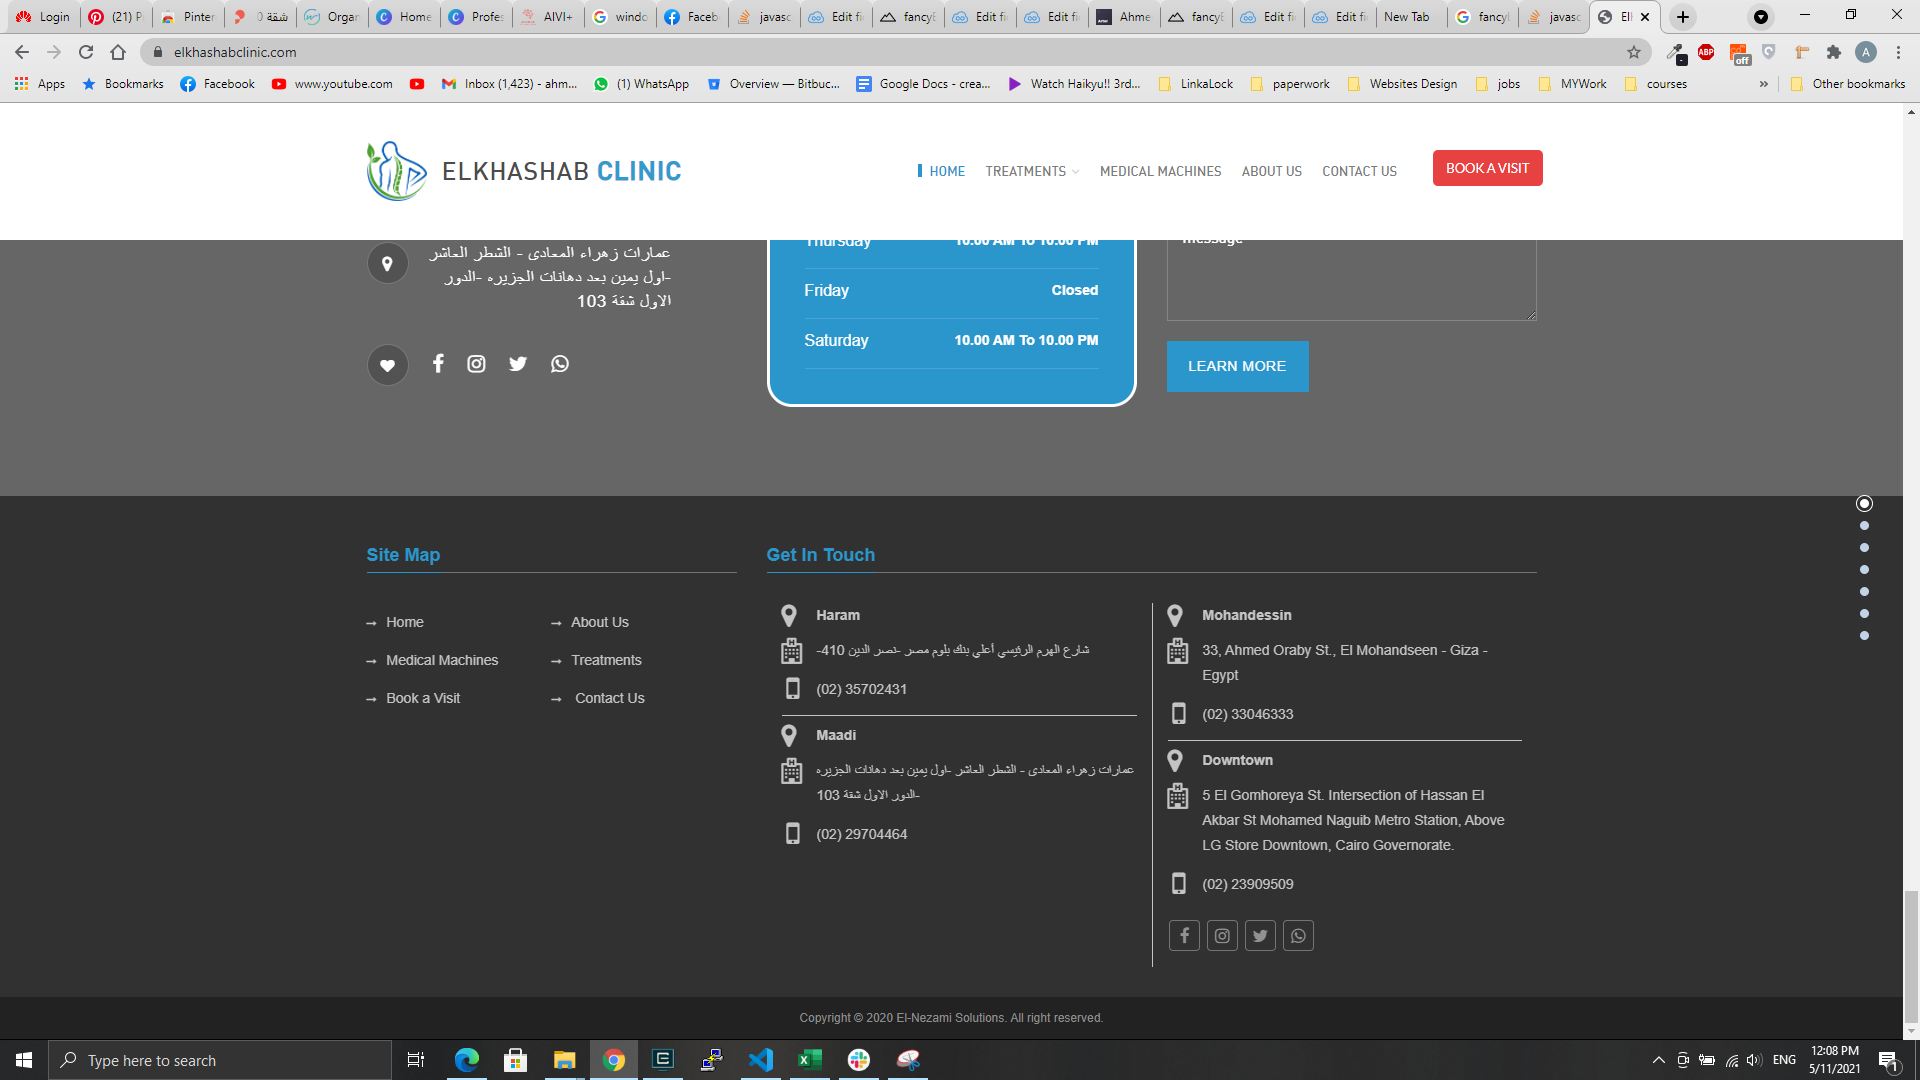 Login
(21) P
Pinter
شقة 0
Organ
Home
Profes
AIVI+
windo
Faceb
javasc
Edit fi
fancyl
Edit fi
Edit fi
Ahme
fancyl
Edit fi
Edit fi
New Tab
fancyl
javasc
El
elkhashabclinic.com
ABP
off
A
Apps
Bookmarks
Facebook
www.youtube.com
Inbox (1,423) - ahm...
(1) WhatsApp
Overview — Bitbuc...
Google Docs - crea...
Watch Haikyu!! 3rd...
LinkaLock
paperwork
Websites Design
jobs
MYWork
courses
»
Other bookmarks
ELKHASHAB CLINIC
HOME
TREATMENTS
MEDICAL MACHINES
ABOUT US
CONTACT US
BOOK A VISIT
عمارات زهراء المعادى - الشطر العاشر
-اول يمين بعد دهانات الجزيره -الدور
الاول شقة 103
Thursday 10.00 AM To 10.00 PM
Friday Closed
Saturday 10.00 AM To 10.00 PM
message
LEARN MORE
Site Map
Home
About Us
Medical Machines
Treatments
Book a Visit
Contact Us
Get In Touch
Haram
-410 شارع الهرم الرئيسي أعلي بنك بلوم مصر -نصر الدين
(02) 35702431
Maadi
عمارات زهراء المعادى - الشطر العاشر -اول يمين بعد دهانات الجزيره
-الدور الاول شقة 103
(02) 29704464
Mohandessin
33, Ahmed Oraby St., El Mohandseen - Giza -
Egypt
(02) 33046333
Downtown
5 El Gomhoreya St. Intersection of Hassan El
Akbar St Mohamed Naguib Metro Station, Above
LG Store Downtown, Cairo Governorate.
(02) 23909509
Copyright © 2020 El-Nezami Solutions. All right reserved.
Type here to search
ENG
12:08 PM
5/11/2021
1